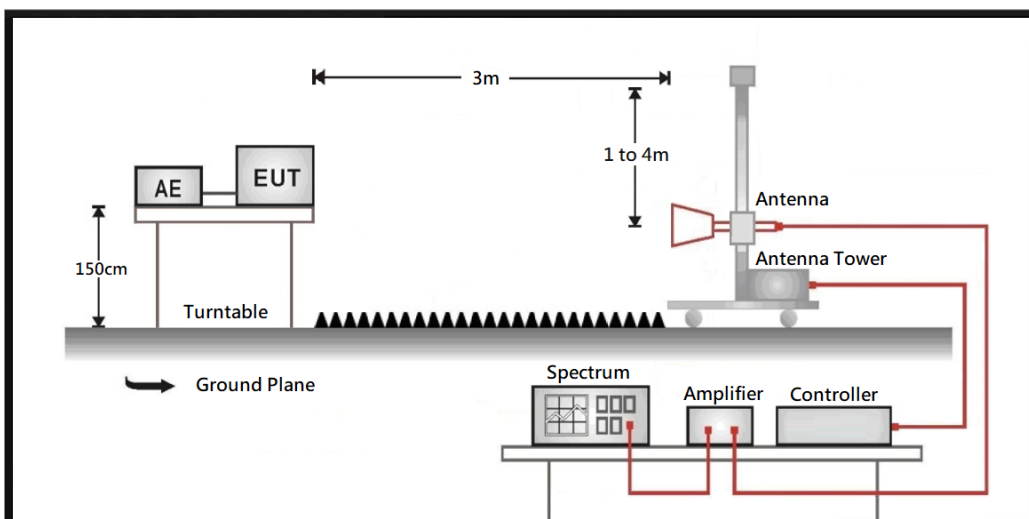 3m
1 to 4m
AE
EUT
Antenna
150cm
Antenna Tower
Turntable
Ground Plane
Spectrum
Amplifier
Controller